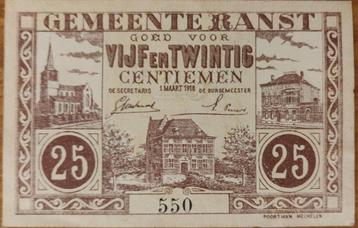 GEMEENTE RANST
GOED VOOR
VIJF EN TWINTIG
CENTIEMEN
DE SECRETARIS 1 MAART 1918 DE BURGEMEESTER
25 25
550
POORTMAN MECHELEN